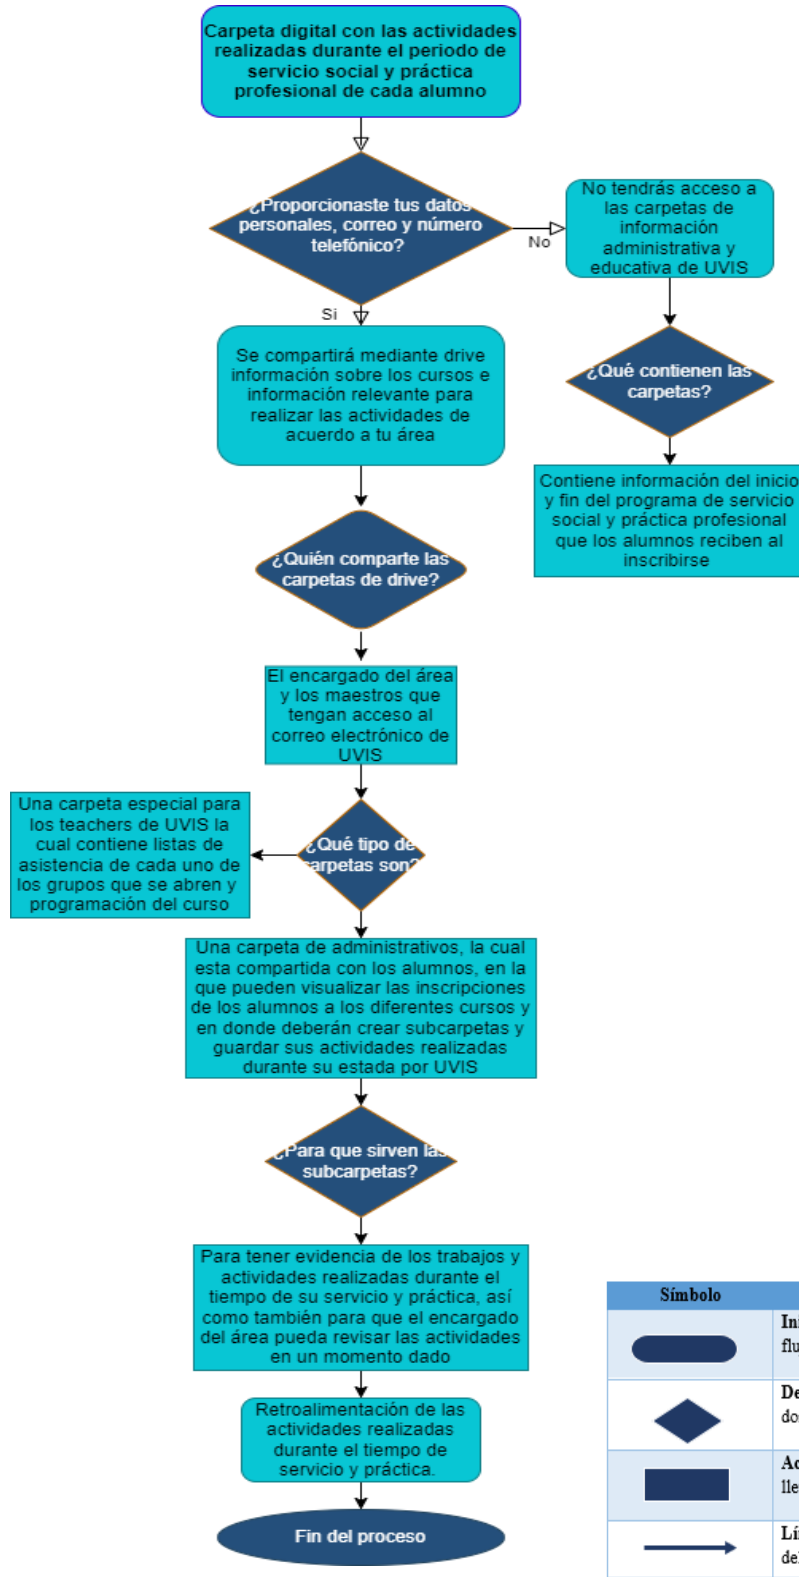 Carpeta digital con las actividades
realizadas durante el periodo de
servicio social y práctica
profesional de cada alumno
¿Proporcionaste tus datos
personales, correo y número
telefónico?
No
No tendrás acceso a
las carpetas de
información
administrativa y
educativa de UVIS
Si
Se compartirá mediante drive
información sobre los cursos e
información relevante para
realizar las actividades de
acuerdo a tu área
¿Qué contienen las
carpetas?
Contiene información del inicio
y fin del programa de servicio
social y práctica profesional
que los alumnos reciben al
inscribirse
¿Quién comparte las
carpetas de drive?
El encargado del área
y los maestros que
tengan acceso al
correo electrónico de
UVIS
¿Qué tipo de
carpetas son?
Una carpeta especial para
los teachers de UVIS la
cual contiene listas de
asistencia de cada uno de
los grupos que se abren y
programación del curso
Una carpeta de administrativos, la cual
esta compartida con los alumnos, en la
que pueden visualizar las inscripciones
de los alumnos a los diferentes cursos y
en donde deberán crear subcarpetas y
guardar sus actividades realizadas
durante su estada por UVIS
¿Para que sirven las
subcarpetas?
Para tener evidencia de los trabajos y
actividades realizadas durante el
tiempo de su servicio y práctica, así
como también para que el encargado
del área pueda revisar las actividades
en un momento dado
Retroalimentación de las
actividades realizadas
durante el tiempo de
servicio y práctica.
Fin del proceso
Símbolo